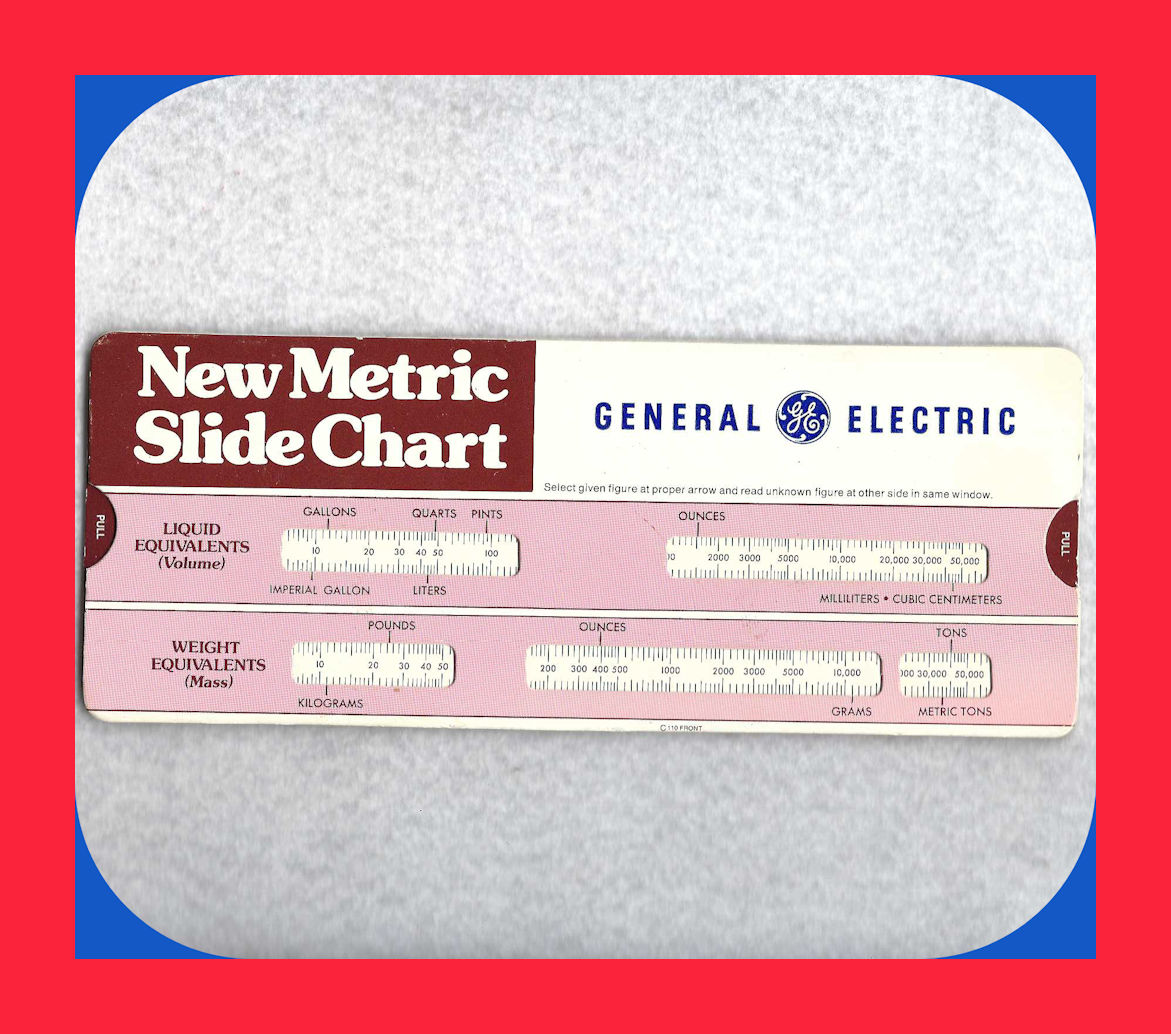 New Metric
Slide Chart
GENERAL GE ELECTRIC
Select given figure at proper arrow and read unknown figure at other side in same window.
PULL
LIQUID
EQUIVALENTS
(Volume)
GALLONS QUARTS PINTS
10 20 30 40 50 100
IMPERIAL GALLON LITERS
OUNCES
2000 3000 5000 10,000 20,000 30,000 50,000
MILLILITERS • CUBIC CENTIMETERS
PULL
WEIGHT
EQUIVALENTS
(Mass)
POUNDS
10 20 30 40 50
KILOGRAMS
OUNCES
200 300 400 500 1000 2000 3000 5000 10,000
GRAMS
TONS
30,000 50,000
METRIC TONS
C 110 FRONT